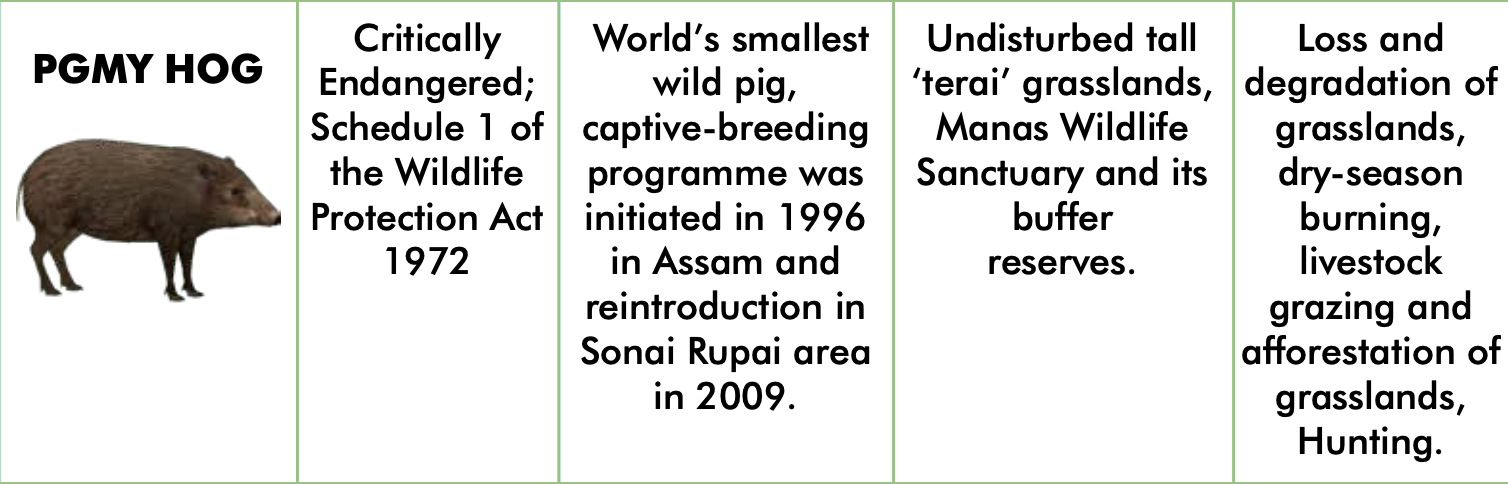 PGMY HOG
Critically
Endangered;
Schedule 1 of
the Wildlife
Protection Act
1972
World’s smallest
wild pig,
captive-breeding
programme was
initiated in 1996
in Assam and
reintroduction in
Sonai Rupai area
in 2009.
Undisturbed tall
‘terai’ grasslands,
Manas Wildlife
Sanctuary and its
buffer
reserves.
Loss and
degradation of
grasslands,
dry-season
burning,
livestock
grazing and
afforestation of
grasslands,
Hunting.